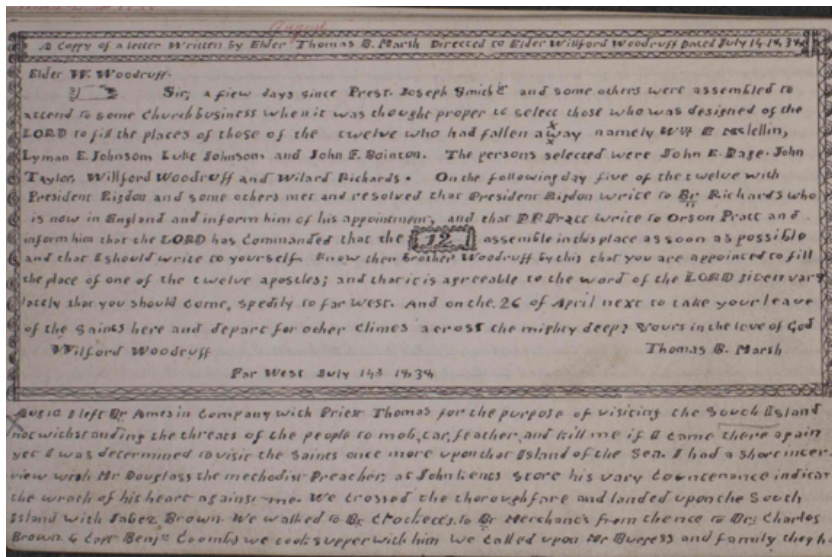 August
A Copy of a letter Written by Elder Thomas B. Marsh Directed to Elder Willford Woodruff Dated July 14. 1838
Elder W. Woodruff.
Sir, a fiew days since Prest. Joseph Smith Jr and some others were assembled to
attend to some Church business when it was thought proper to select those who was designed of the
LORD to fill the places of those of the twelve who had fallen away namely Wm E McLellin,
Lyman E. Johnson, Luke Johnson, and John F. Bointon. The persons selected were John E. Page. John
Taylor, Willford Woodruff and Wilard Richards. On the following day five of the twelve with
President Rigdon and some others met and resolved that President Rigdon write to Br Richards who
is now in England and inform him of his appointment, and that P.P. Pratt write to Orson Pratt and
inform him that the LORD has Commanded that the 12 assemble in this place as soon as possible
and that I should write to yourself. Know then brother Woodruff by this that you are appointed to fill
the place of one of the twelve apostles; and that it is agreeable to the word of the LORD given vary
lately that you should come, spedily to far West. And on the 26 of April next to take your leave
of the Saints here and depart for other Climes across the mighty deep? Yours in the love of God
Wilford Woodruff Thomas B. Marsh
Far West July 14th 1838
Aug I left Br Ames in Company with Priest Thomas for the purpose of visiting the South Island
notwithstanding the threats of the people to mob, tar, feather, and kill me if I came there again
yet I was determined to visit the Saints once more upon that Island of the Sea. I had a short inter-
view with Mr Douglass the methodist Preacher, at John Kents store his vary Countenance indicat
the wrath of his heart against me. We Crossed the thoroughfare and landed upon the South
Island with Jabez Brown. We walked to Br Crocketts. to Br Merchants from thence to Brs Charles
Brown & Capt Benj. Coombs we took supper with him We called upon Mr Burgess and family they h